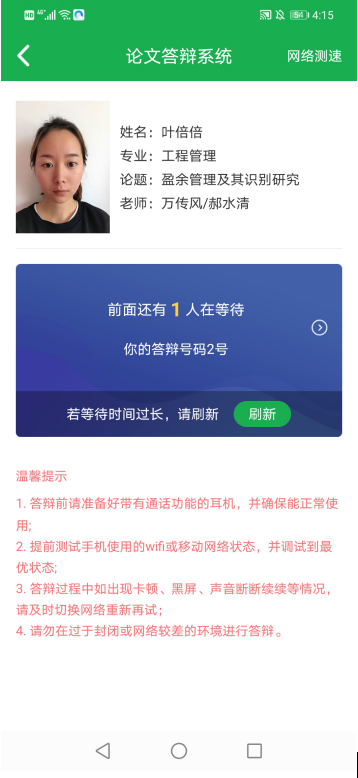 HD 4G 54 4:15
论文答辩系统 网络测速
姓名：叶倍倍
专业：工程管理
论题：盈余管理及其识别研究
老师：万传风/郝水清
前面还有 1 人在等待
你的答辩号码2号
若等待时间过长，请刷新 刷新
温馨提示
1. 答辩前请准备好带有通话功能的耳机，并确保能正常使
用;
2. 提前测试手机使用的wifi或移动网络状态，并调试到最
优状态;
3. 答辩过程中如出现卡顿、黑屏、声音断断续续等情况，
请及时切换网络重新再试；
4. 请勿在过于封闭或网络较差的环境进行答辩。